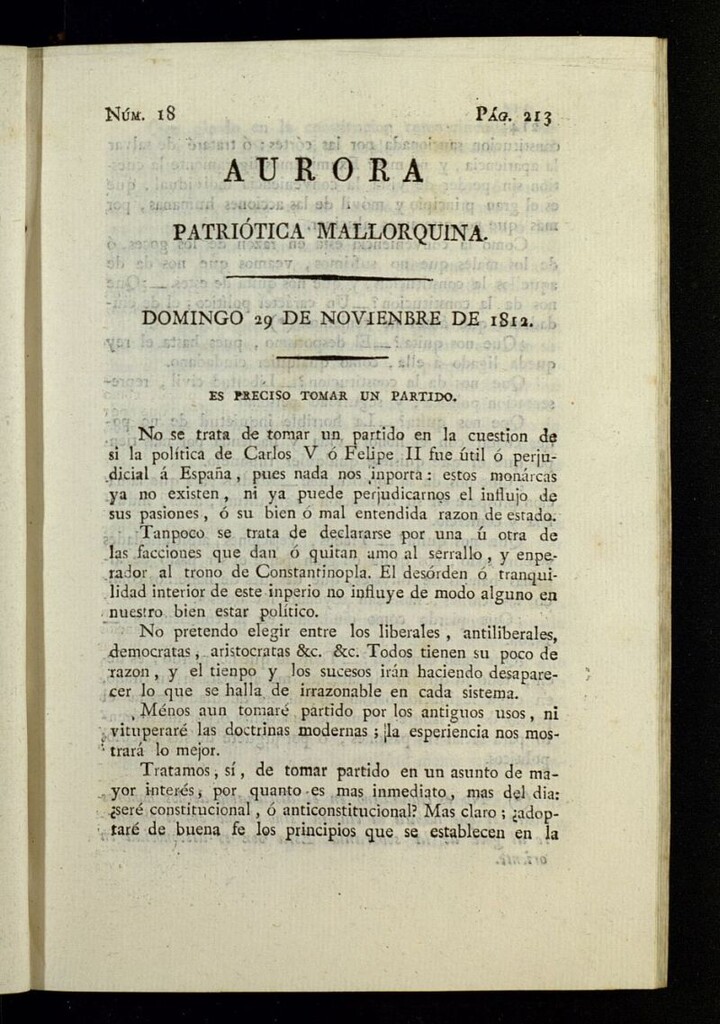 Núm. 18
Pág. 213
AURORA
PATRIÓTICA MALLORQUINA.
DOMINGO 29 DE NOVIENBRE DE 1812.
ES PRECISO TOMAR UN PARTIDO.
No se trata de tomar un partido en la cuestion de
si la política de Carlos V ó Felipe II fue útil ó perju-
dicial á España, pues nada nos inporta: estos monárcas
ya no existen, ni ya puede perjudicarnos el influjo de
sus pasiones, ó su bien ó mal entendida razon de estado.
Tanpoco se trata de declararse por una ú otra de
las facciones que dan ó quitan amo al serrallo, y enpe-
rador al trono de Constantinopla. El desórden ó tranqui-
lidad interior de este inperio no influye de modo alguno en
nuestro bien estar político.
No pretendo elegir entre los liberales, antiliberales,
democratas, aristocratas &c. &c. Todos tienen su poco de
razon, y el tienpo y los sucesos irán haciendo desapare-
cer lo que se halla de irrazonable en cada sistema.
Ménos aun tomaré partido por los antiguos usos, ni
vituperaré las doctrinas modernas; la esperiencia nos mos-
trará lo mejor.
Tratamos, sí, de tomar partido en un asunto de ma-
yor interés, por quanto es mas inmediato, mas del dia:
¿seré constitucional, ó anticonstitucional? Mas claro; ¿adop-
taré de buena fe los principios que se establecen en la